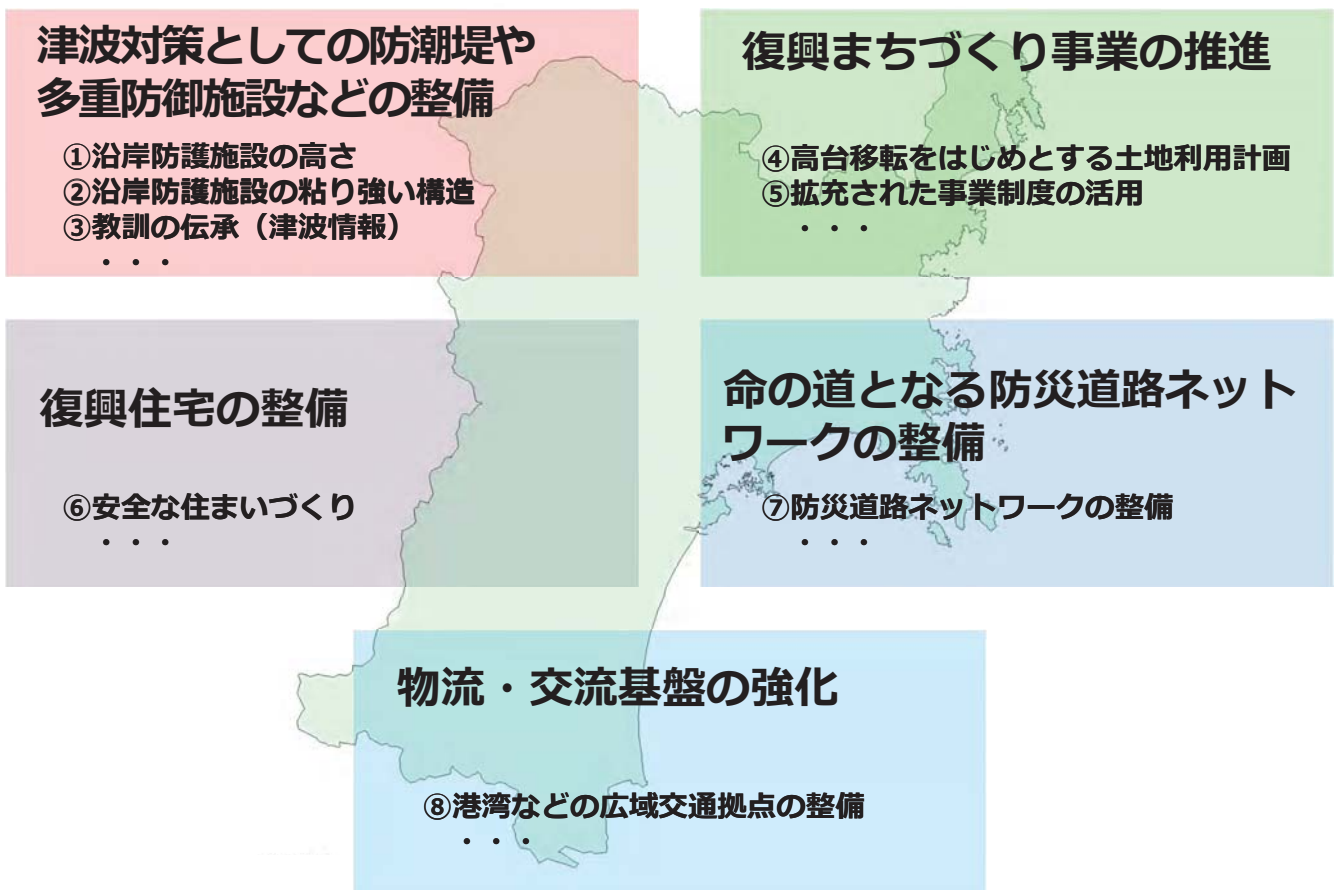 津波対策としての防潮堤や
多重防御施設などの整備
①沿岸防護施設の高さ
②沿岸防護施設の粘り強い構造
③教訓の伝承（津波情報）
・・・
復興まちづくり事業の推進
④高台移転をはじめとする土地利用計画
⑤拡充された事業制度の活用
・・・
復興住宅の整備
⑥安全な住まいづくり
・・・
命の道となる防災道路ネット
ワークの整備
⑦防災道路ネットワークの整備
・・・
物流・交流基盤の強化
⑧港湾などの広域交通拠点の整備
・・・